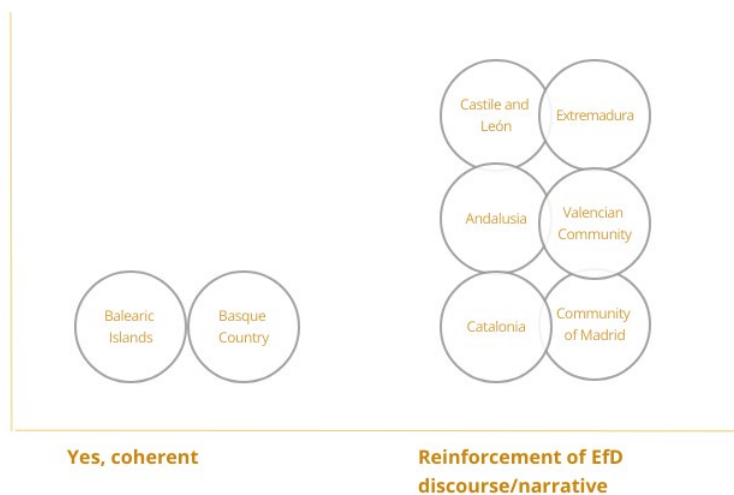 Castile and
León
Extremadura
Andalusia
Valencian
Community
Balearic
Islands
Basque
Country
Catalonia
Community
of Madrid
Yes, coherent
Reinforcement of EfD
discourse/narrative